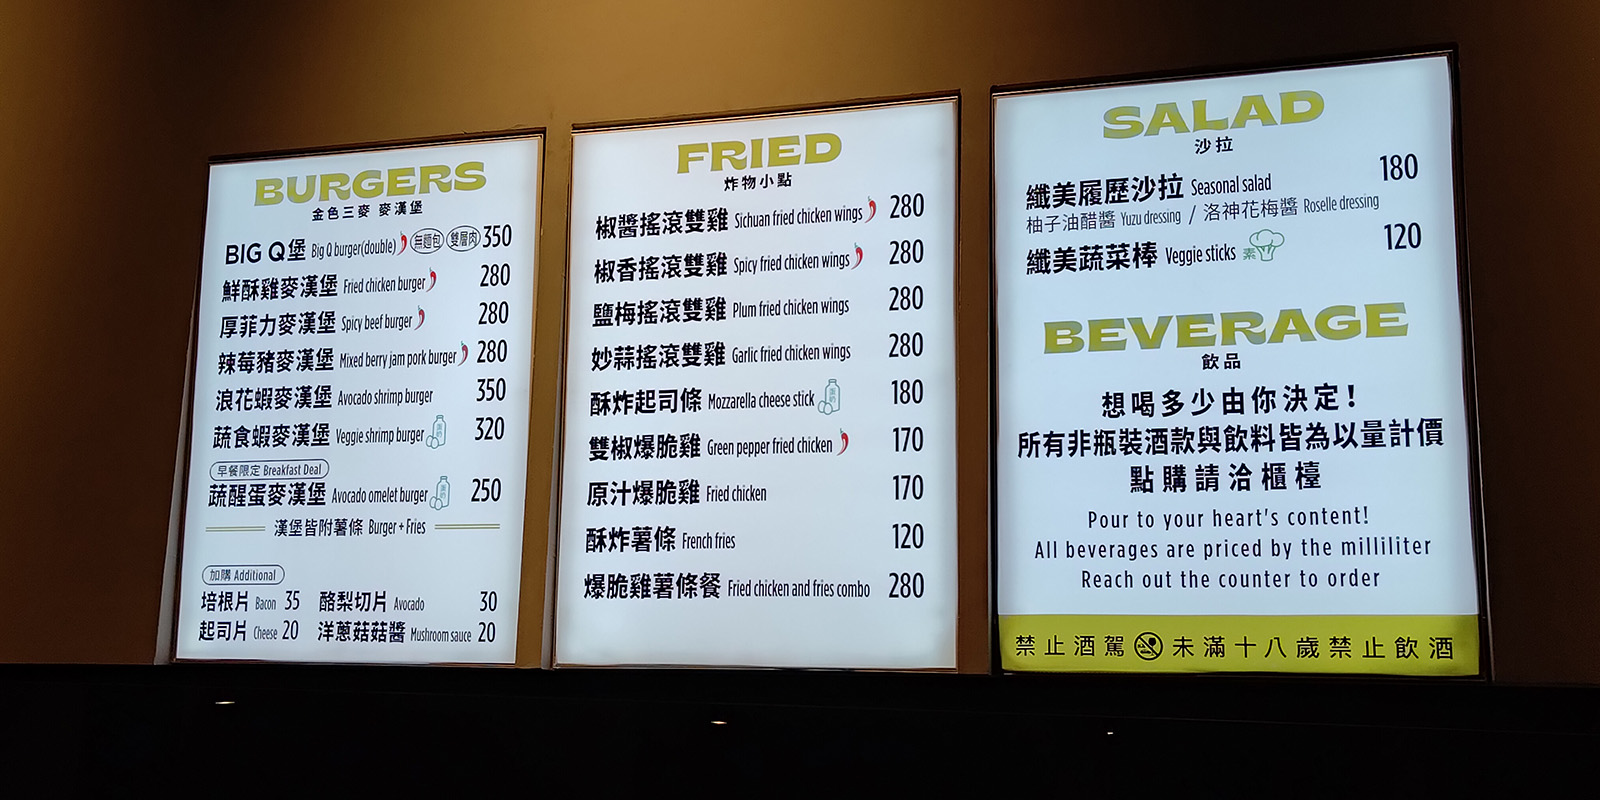 BURGERS
金色三麥 麥漢堡
BIG Q堡 Big Q burger(double) 無麵包 雙層肉 350
鮮酥雞麥漢堡 Fried chicken burger 280
厚菲力麥漢堡 Spicy beef burger 280
辣莓豬麥漢堡 Mixed berry jam pork burger 280
浪花蝦麥漢堡 Avocado shrimp burger 350
蔬食蝦麥漢堡 Veggie shrimp burger 蛋奶 320
早餐限定 Breakfast Deal
蔬醒蛋麥漢堡 Avocado omelet burger 蛋奶 250
漢堡皆附薯條 Burger + Fries
加購 Additional
培根片 Bacon 35 酪梨切片 Avocado 30
起司片 Cheese 20 洋蔥菇菇醬 Mushroom sauce 20
FRIED
炸物小點
椒醬搖滾雙雞 Sichuan fried chicken wings 280
椒香搖滾雙雞 Spicy fried chicken wings 280
鹽梅搖滾雙雞 Plum fried chicken wings 280
妙蒜搖滾雙雞 Garlic fried chicken wings 280
酥炸起司條 Mozzarella cheese stick 蛋奶 180
雙椒爆脆雞 Green pepper fried chicken 170
原汁爆脆雞 Fried chicken 170
酥炸薯條 French fries 120
爆脆雞薯條餐 Fried chicken and fries combo 280
SALAD
沙拉
纖美履歷沙拉 Seasonal salad 180
柚子油醋醬 Yuzu dressing / 洛神花梅醬 Roselle dressing
纖美蔬菜棒 Veggie sticks 素 120
BEVERAGE
飲品
想喝多少由你決定!
所有非瓶裝酒款與飲料皆為以量計價
點購請洽櫃檯
Pour to your heart's content!
All beverages are priced by the milliliter
Reach out the counter to order
禁止酒駕 未滿十八歲禁止飲酒